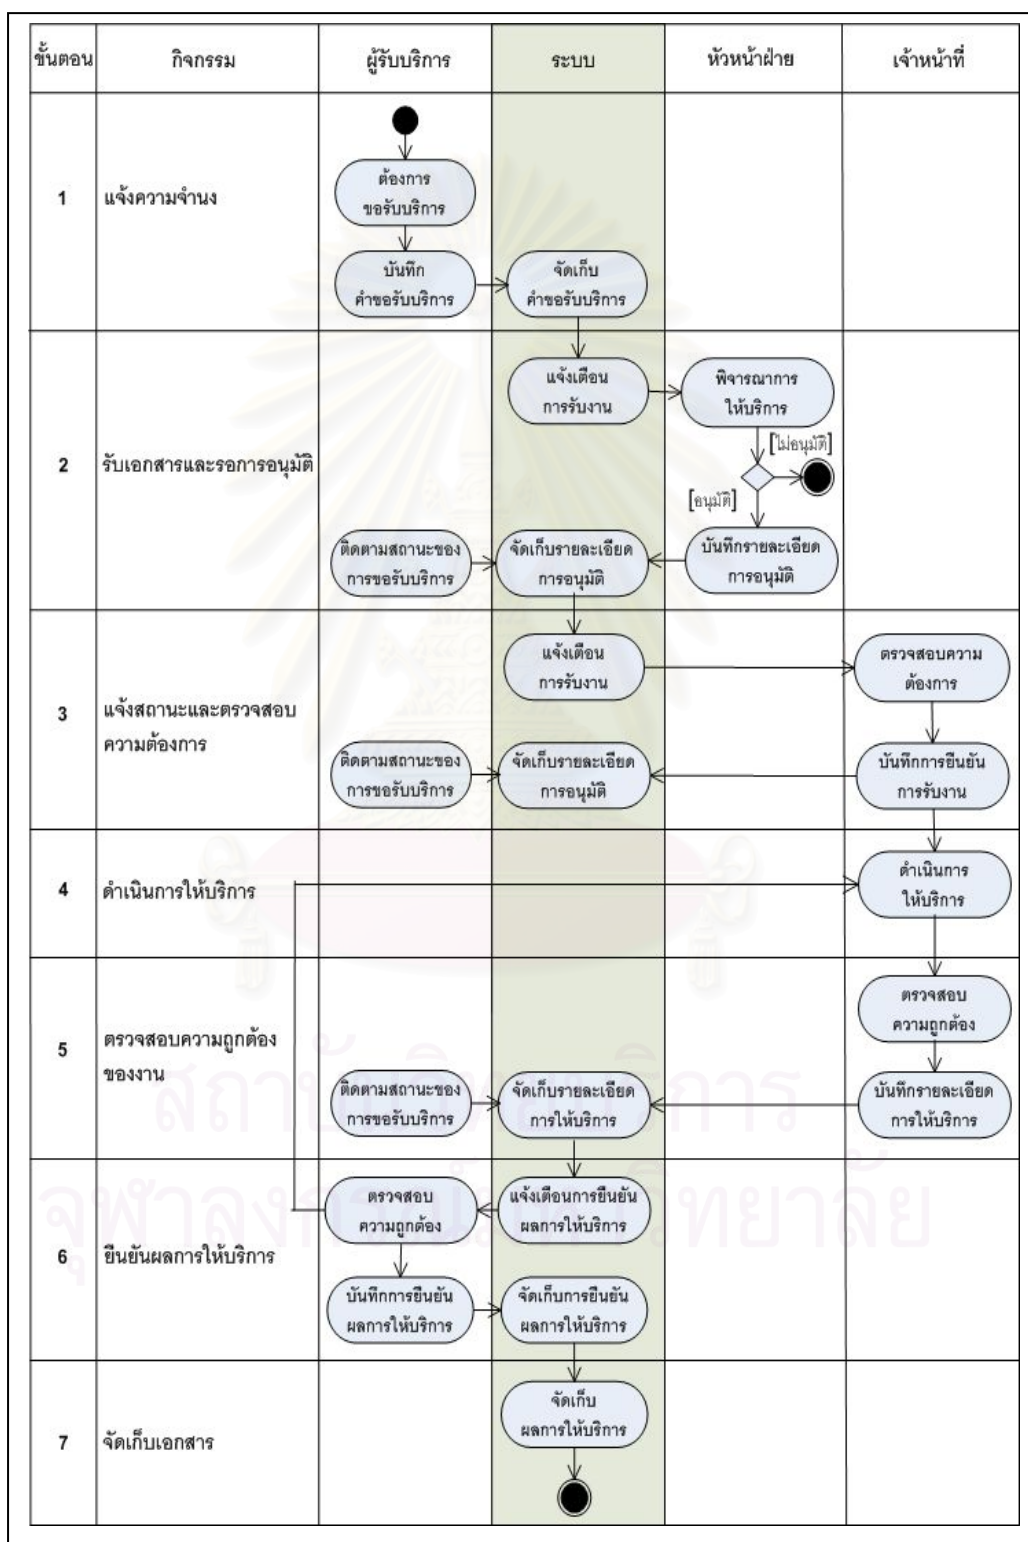 ขั้นตอน กิจกรรม ผู้รับบริการ ระบบ หัวหน้าฝ่าย เจ้าหน้าที่
1 แจ้งความจำนง
ต้องการ
ขอรับบริการ
บันทึก
คำขอรับบริการ
จัดเก็บ
คำขอรับบริการ
2 รับเอกสารและรอการอนุมัติ
แจ้งเตือน
การรับงาน
พิจารณาการ
ให้บริการ
[ไม่อนุมัติ]
[อนุมัติ]
ติดตามสถานะของ
การขอรับบริการ
จัดเก็บรายละเอียด
การอนุมัติ
บันทึกรายละเอียด
การอนุมัติ
3 แจ้งสถานะและตรวจสอบ
ความต้องการ
แจ้งเตือน
การรับงาน
ตรวจสอบความ
ต้องการ
ติดตามสถานะของ
การขอรับบริการ
จัดเก็บรายละเอียด
การอนุมัติ
บันทึกการยืนยัน
การรับงาน
4 ดำเนินการให้บริการ
ดำเนินการ
ให้บริการ
5 ตรวจสอบความถูกต้อง
ของงาน
ตรวจสอบ
ความถูกต้อง
ติดตามสถานะของ
การขอรับบริการ
จัดเก็บรายละเอียด
การให้บริการ
บันทึกรายละเอียด
การให้บริการ
สถาบันวิทยบริการ
จุฬาลงกรณ์มหาวิทยาลัย
6 ยืนยันผลการให้บริการ
ตรวจสอบ
ความถูกต้อง
แจ้งเตือนการยืนยัน
ผลการให้บริการ
บันทึกการยืนยัน
ผลการให้บริการ
จัดเก็บการยืนยัน
ผลการให้บริการ
7 จัดเก็บเอกสาร
จัดเก็บ
ผลการให้บริการ